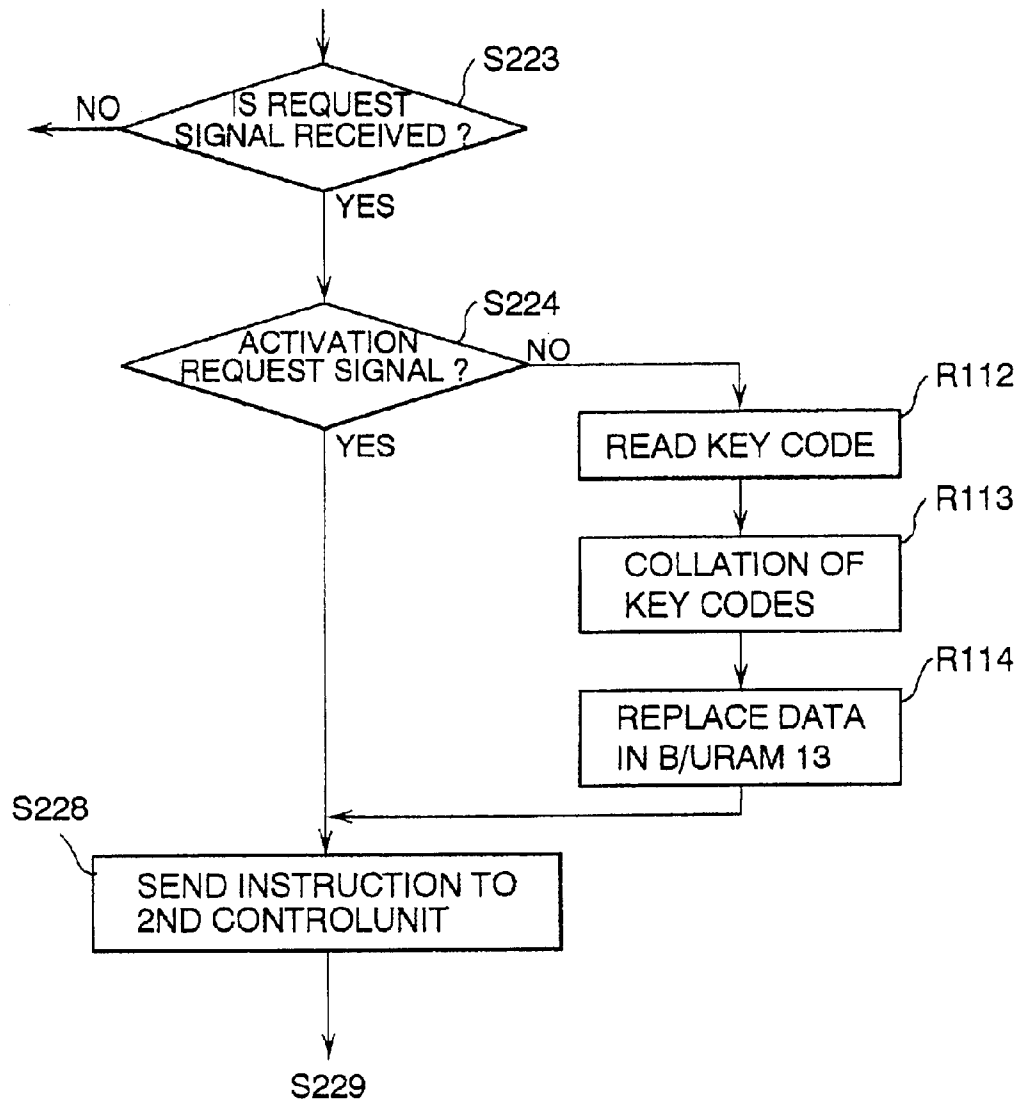 S223
IS REQUEST
SIGNAL RECEIVED ?
NO
YES
S224
ACTIVATION
REQUEST SIGNAL ?
NO
YES
R112
READ KEY CODE
R113
COLLATION OF
KEY CODES
R114
REPLACE DATA
IN B/URAM 13
S228
SEND INSTRUCTION TO
2ND CONTROLUNIT
S229